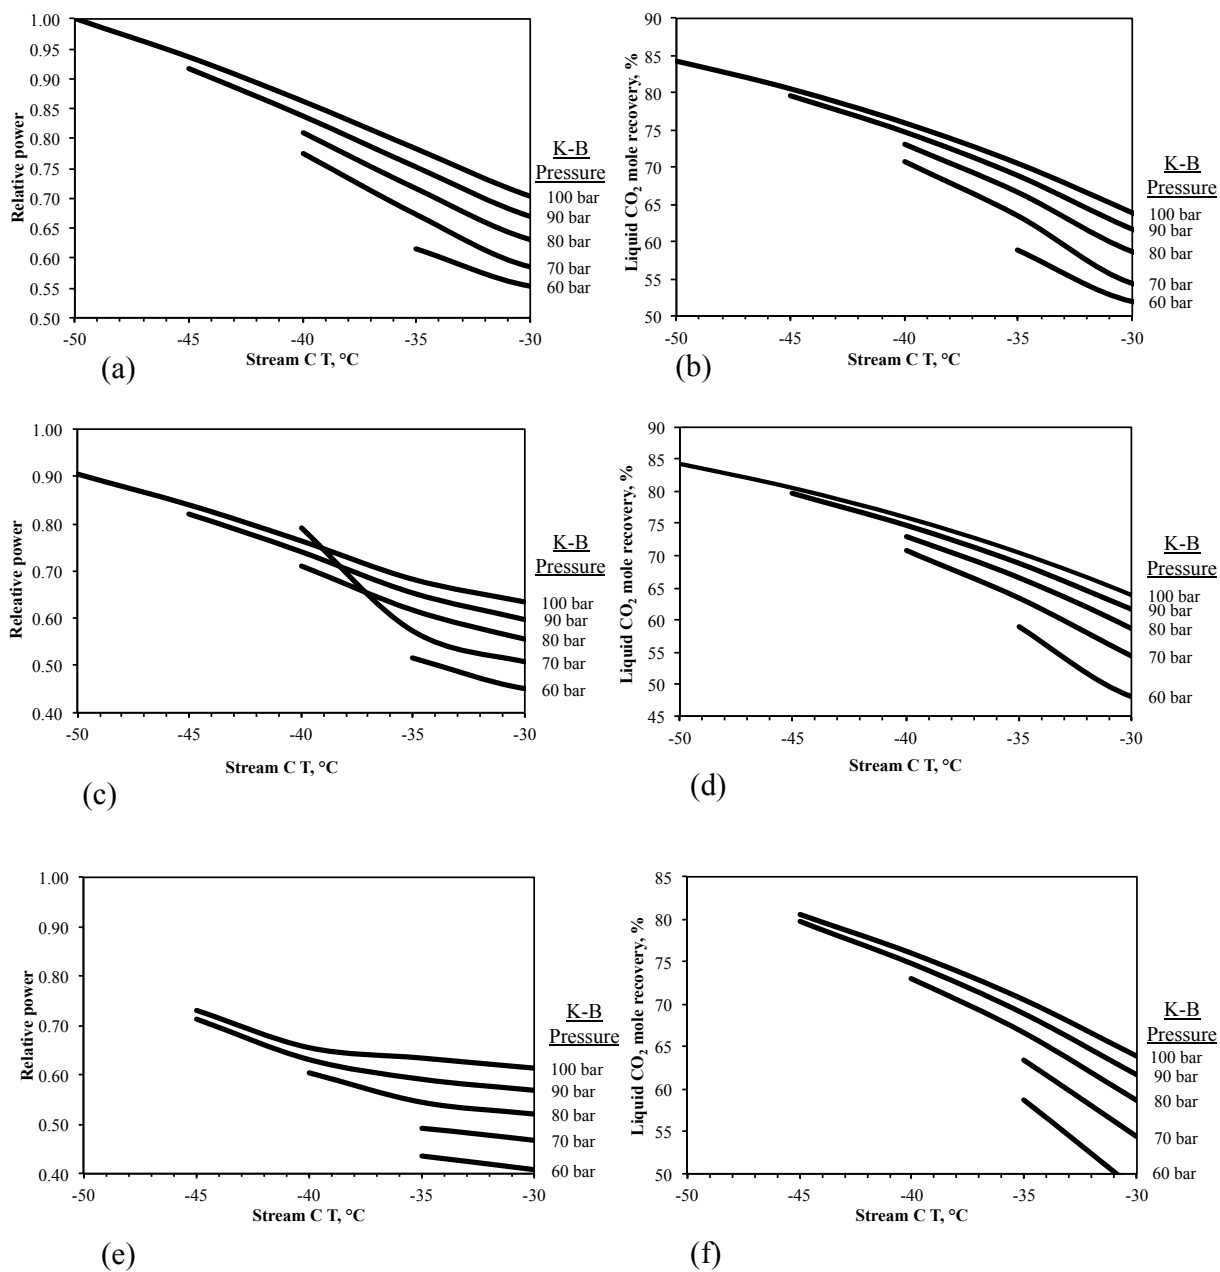 1.00
0.95
0.90
0.85
0.80
0.75
0.70
0.65
0.60
0.55
0.50
Relative power
-50
-45
-40
-35
-30
Stream C T, °C
K-B
Pressure
100 bar
90 bar
80 bar
70 bar
60 bar
(a)
90
85
80
75
70
65
60
55
50
Liquid CO2 mole recovery, %
-50
-45
-40
-35
-30
Stream C T, °C
K-B
Pressure
100 bar
90 bar
80 bar
70 bar
60 bar
(b)
1.00
0.90
0.80
0.70
0.60
0.50
0.40
Releative power
-50
-45
-40
-35
-30
Stream C T, °C
K-B
Pressure
100 bar
90 bar
80 bar
70 bar
60 bar
(c)
90
85
80
75
70
65
60
55
50
45
Liquid CO2 mole recovery, %
-50
-45
-40
-35
-30
Stream C T, °C
K-B
Pressure
100 bar
90 bar
80 bar
70 bar
60 bar
(d)
1.00
0.90
0.80
0.70
0.60
0.50
0.40
Relative power
-50
-45
-40
-35
-30
Stream C T, °C
K-B
Pressure
100 bar
90 bar
80 bar
70 bar
60 bar
(e)
85
80
75
70
65
60
55
50
Liquid CO2 mole recovery, %
-50
-45
-40
-35
-30
Stream C T, °C
K-B
Pressure
100 bar
90 bar
80 bar
70 bar
60 bar
(f)